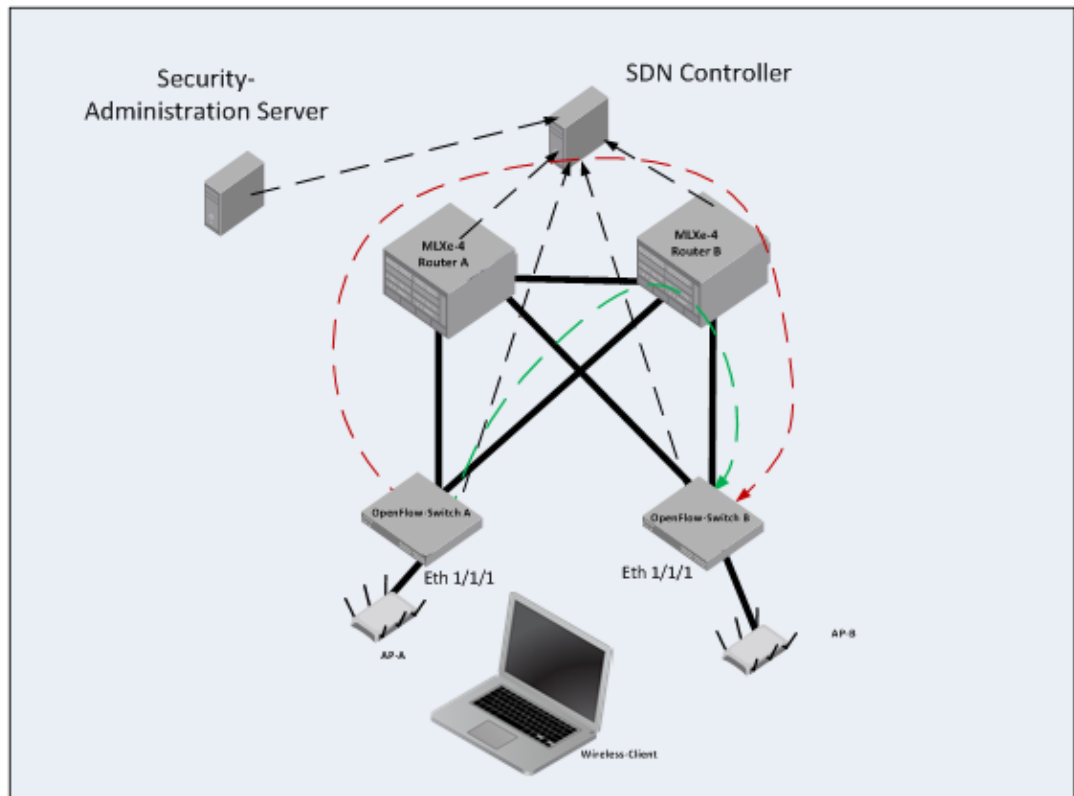 Security-
Administration Server
SDN Controller
MLXe-4
Router A
MLXe-4
Router B
OpenFlow-Switch A
OpenFlow-Switch B
Eth 1/1/1
Eth 1/1/1
AP-A
AP-B
Wireless-Client